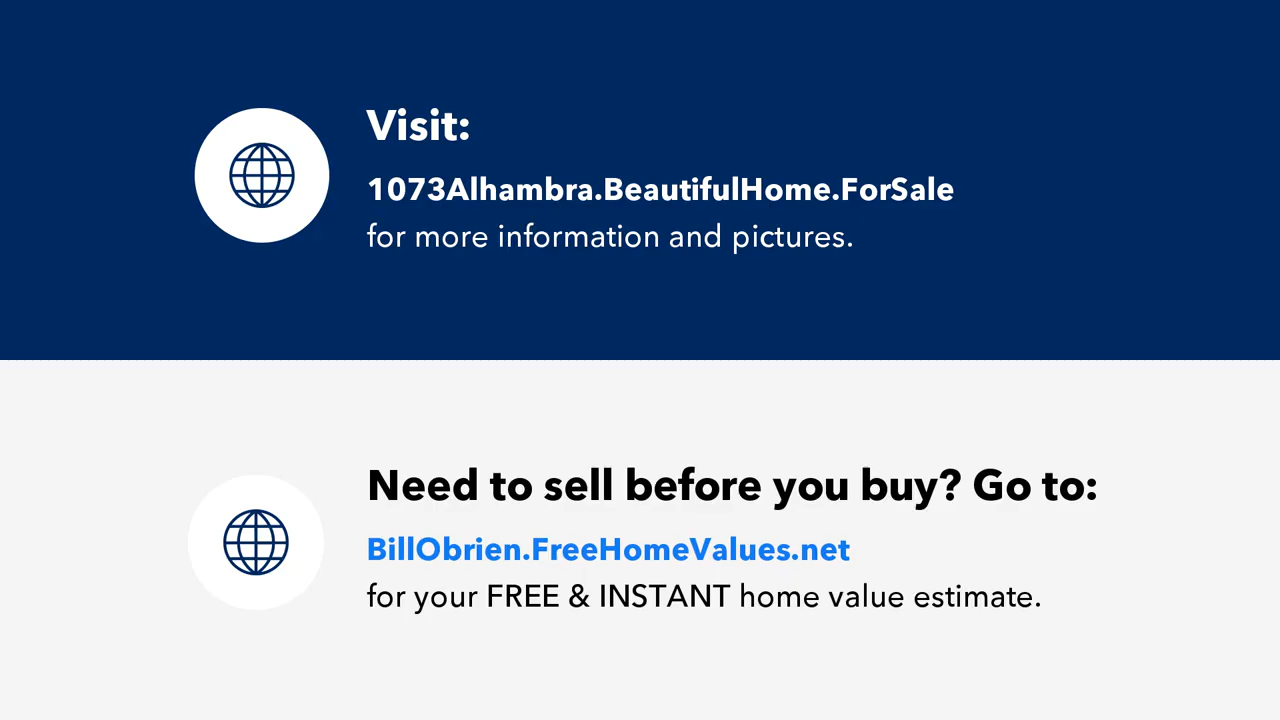 Visit:
1073Alhambra.BeautifulHome.ForSale
for more information and pictures.
Need to sell before you buy? Go to:
BillObrien.FreeHomeValues.net
for your FREE & INSTANT home value estimate.